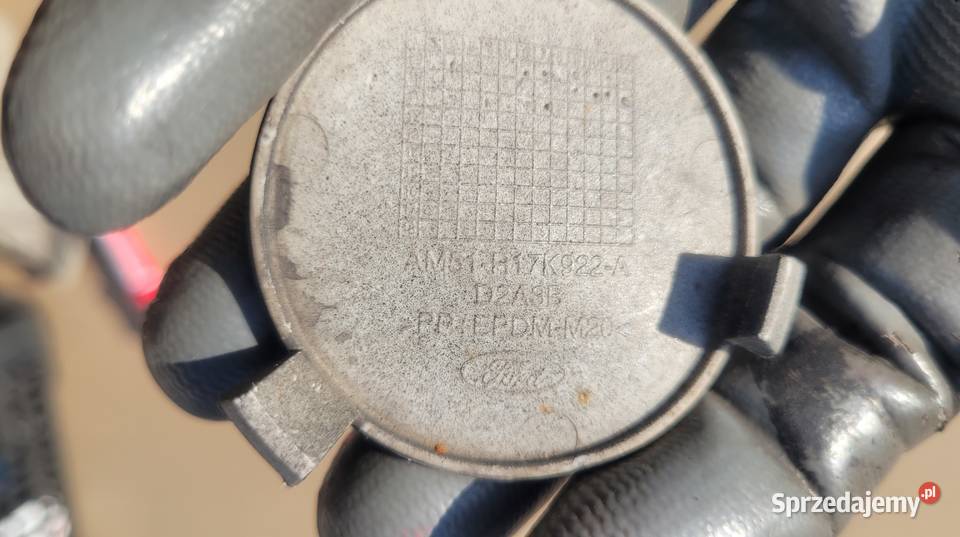 AM51-R17K922-A
D2A3B
PP/EPDM-M20
Ford
Sprzedajemy.pl